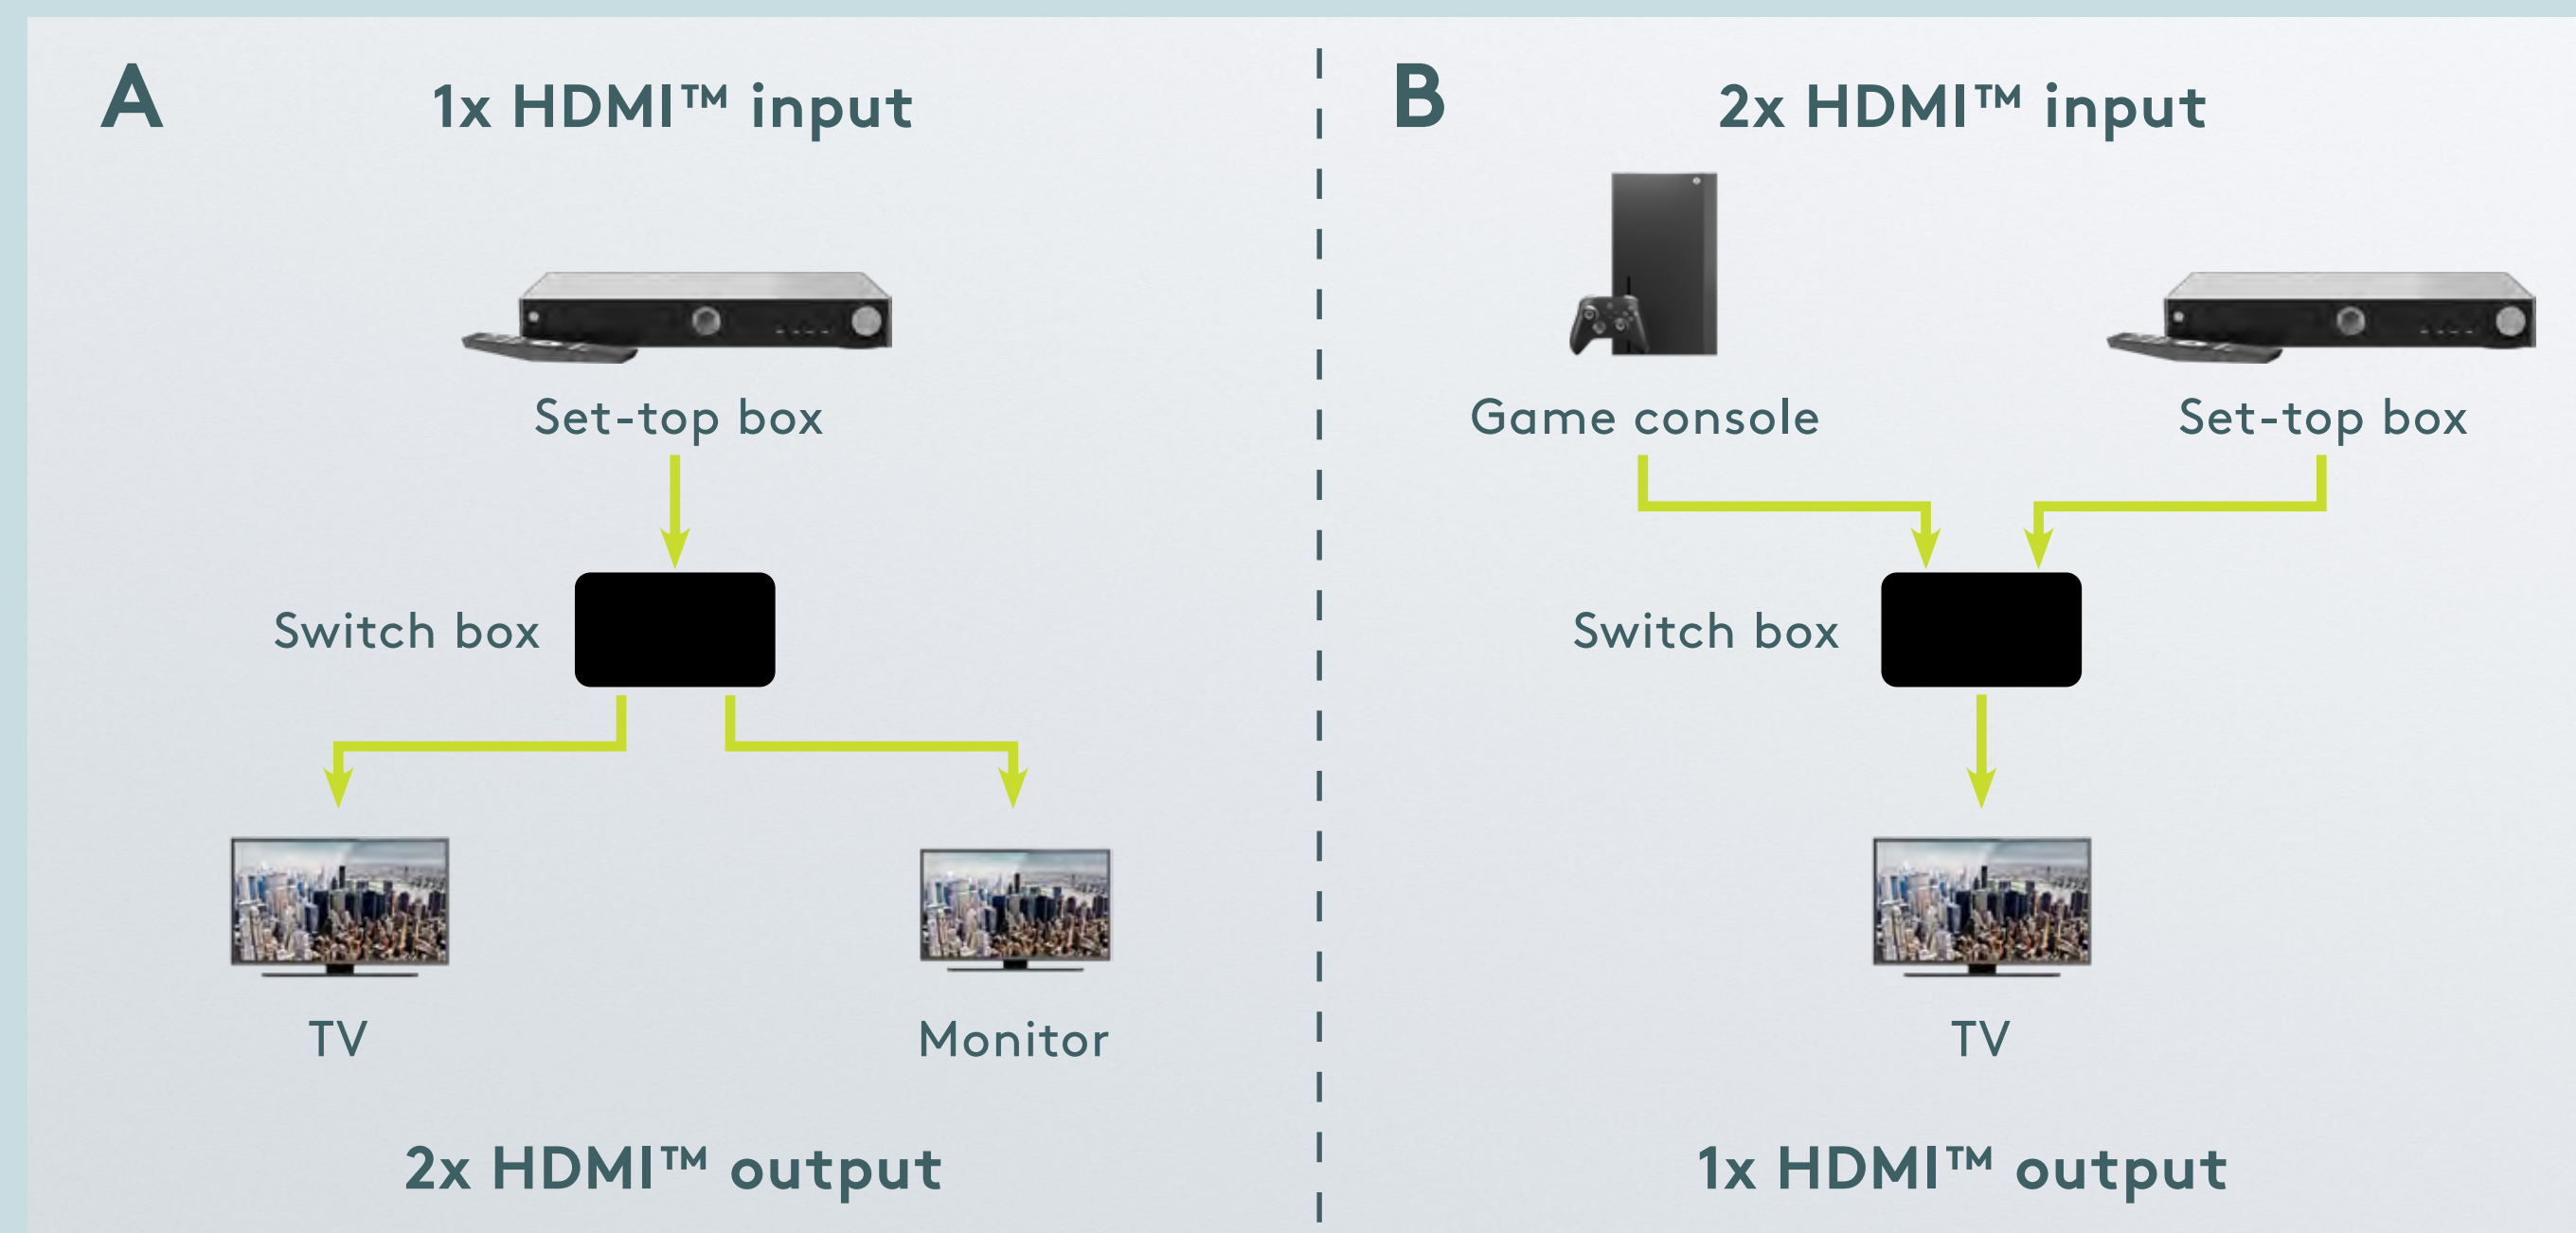 A
1x HDMI™ input
Set-top box
Switch box
TV
Monitor
2x HDMI™ output
B
2x HDMI™ input
Game console
Set-top box
Switch box
TV
1x HDMI™ output